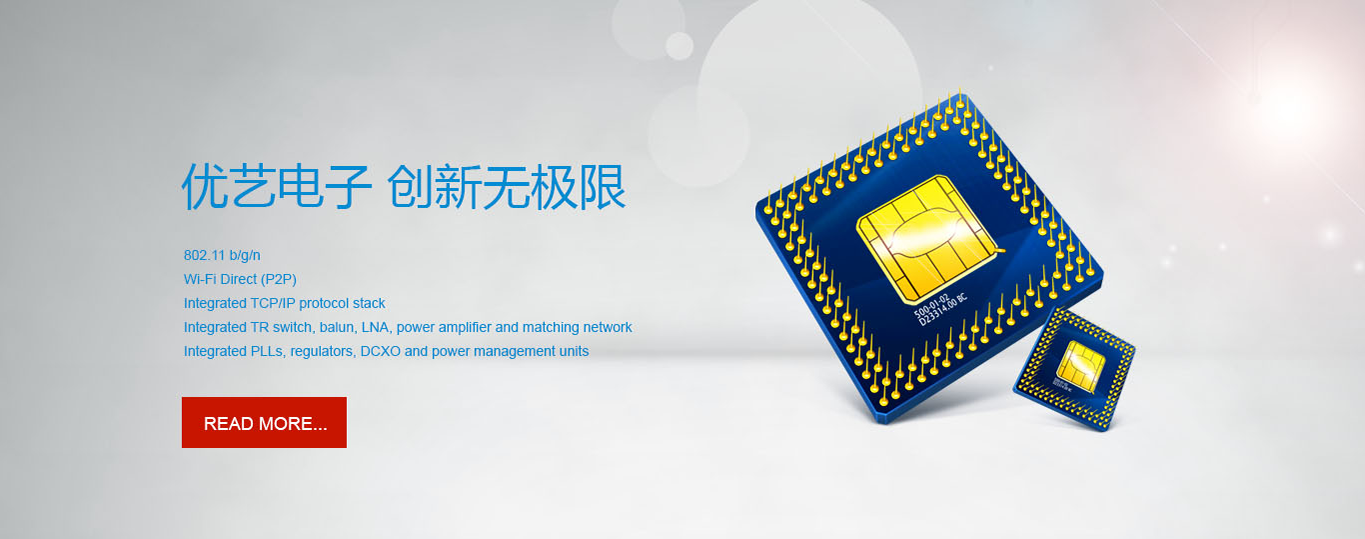 优艺电子 创新无极限
802.11 b/g/n
Wi-Fi Direct (P2P)
Integrated TCP/IP protocol stack
Integrated TR switch, balun, LNA, power amplifier and matching network
Integrated PLLs, regulators, DCXO and power management units
READ MORE...
500-01-02
D23314.00 BC